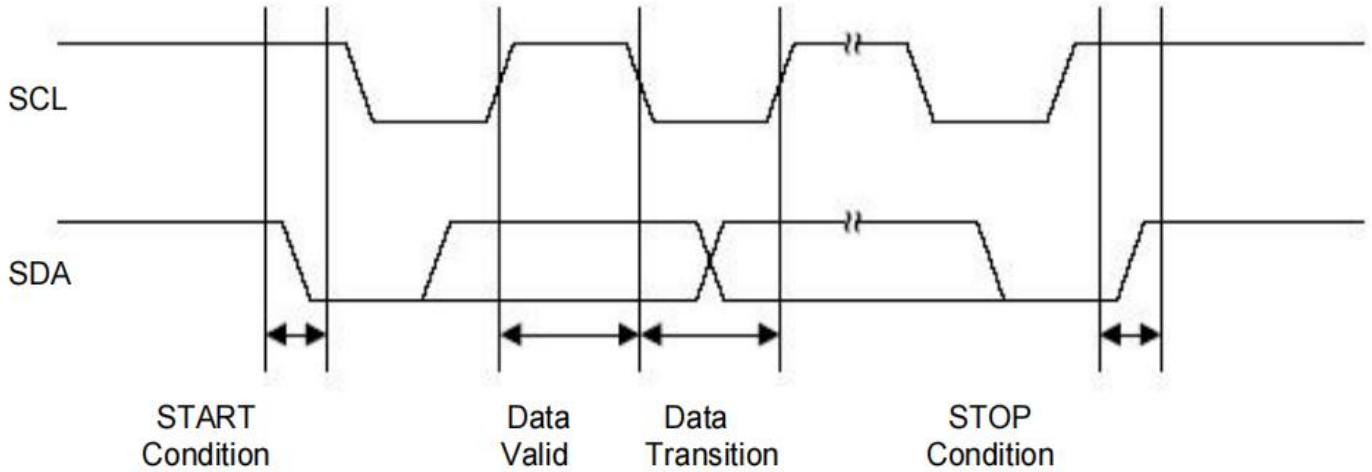 SCL
SDA
START Data Data STOP
Condition Valid Transition Condition